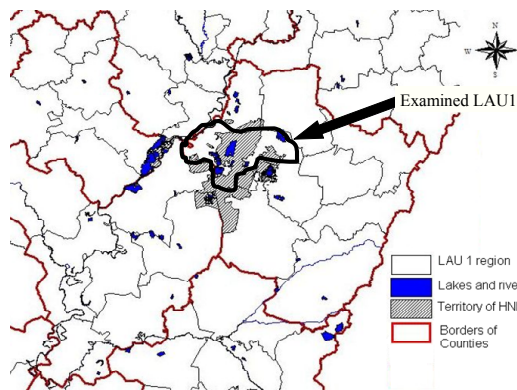 N
W
E
S
Examined LAU1
LAU 1 region
Lakes and rive
Territory of HN
Borders of
Counties